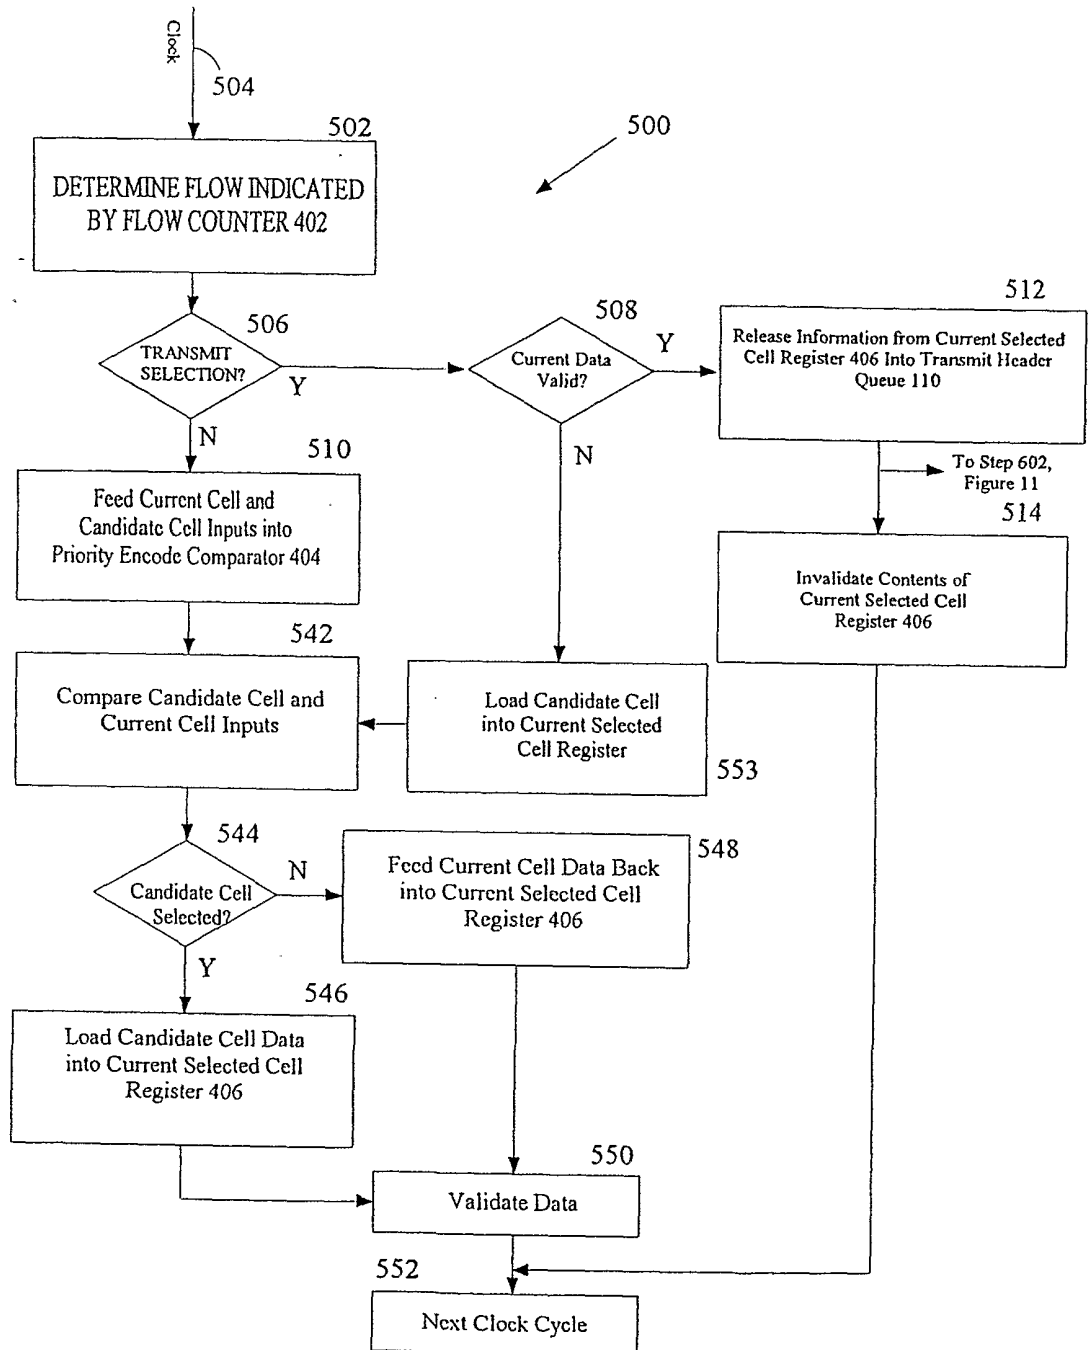 Clock
504
502
500
DETERMINE FLOW INDICATED
BY FLOW COUNTER 402
506
TRANSMIT
SELECTION?
Y
N
508
Current Data
Valid?
Y
N
512
Release Information from Current Selected
Cell Register 406 Into Transmit Header
Queue 110
To Step 602,
Figure 11
510
Feed Current Cell and
Candidate Cell Inputs into
Priority Encode Comparator 404
514
Invalidate Contents of
Current Selected Cell
Register 406
542
Compare Candidate Cell and
Current Cell Inputs
Load Candidate Cell
into Current Selected
Cell Register
553
544
Candidate Cell
Selected?
N
Y
548
Feed Current Cell Data Back
into Current Selected Cell
Register 406
546
Load Candidate Cell Data
into Current Selected Cell
Register 406
550
Validate Data
552
Next Clock Cycle